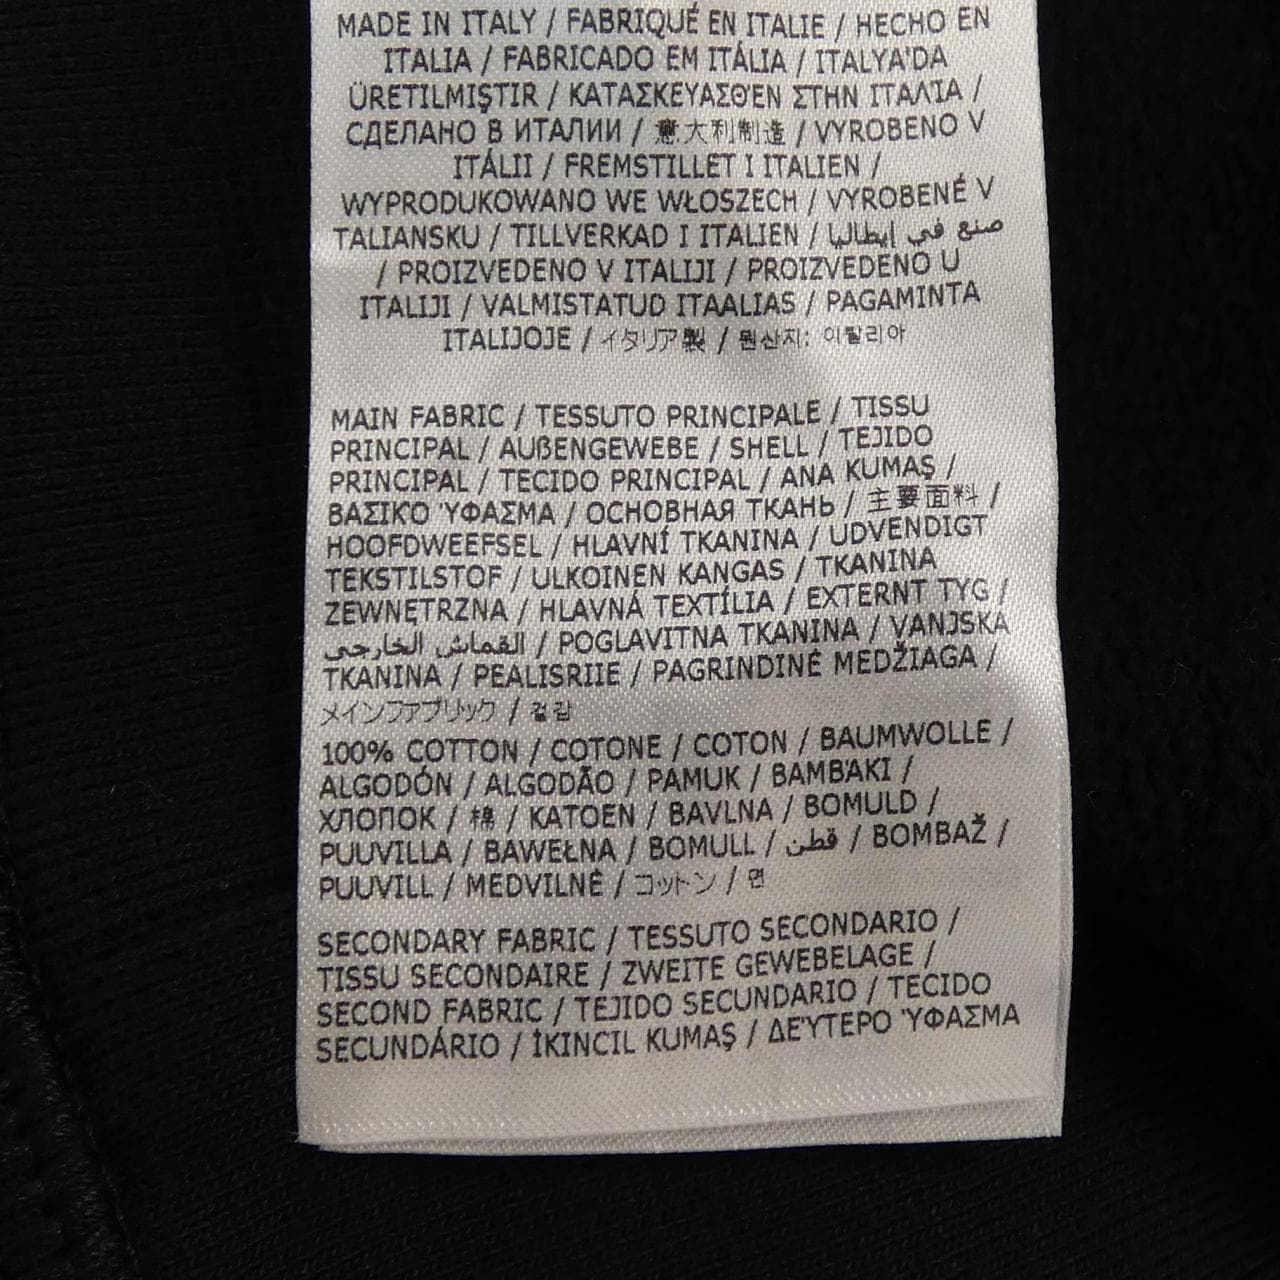 MADE IN ITALY / FABRIQUÉ EN ITALIE / HECHO EN
ITALIA / FABRICADO EM ITÁLIA / ITALYA'DA
ÜRETILMIŞTIR / ΚΑΤΑΣΚΕΥΑΣΘ'ΕΝ ΣΤΗΝ ΙΤΑΛ'ΙΑ /
СДЕЛАНО В ИТАЛИИ / 意大利制造 / VYROBENO V
ITÁLII / FREMSTILLET I ITALIEN /
WYPRODUKOWANO WE WŁOSZECH / VYROBENÉ V
TALIANSKU / TILLVERKAD I ITALIEN / صنع في إيطاليا
/ PROIZVEDENO V ITALIJI / PROIZVEDENO U
ITALIJI / VALMISTATUD ITAALIAS / PAGAMINTA
ITALIJOJE / イタリア製 / 원산지: 이탈리아
MAIN FABRIC / TESSUTO PRINCIPALE / TISSU
PRINCIPAL / AUßENGEWEBE / SHELL / TEJIDO
PRINCIPAL / TECIDO PRINCIPAL / ANA KUMAŞ /
ΒΑΣΙΚΟ 'ΥΦΑΣΜΑ / ОСНОВНАЯ ТКАНЬ / 主要面料 /
HOOFDWEEFSEL / HLAVNÍ TKANINA / UDVENDIGT
TEKSTILSTOF / ULKOINEN KANGAS / TKANINA
ZEWNĘTRZNA / HLAVNÁ TEXTÍLIA / EXTERNT TYG /
القماش الخارجي / POGLAVITNA TKANINA / VANJSKA
TKANINA / PEALISRIIE / PAGRINDINĖ MEDŽIAGA /
メインファブリック / 겉감
100% COTTON / COTONE / COTON / BAUMWOLLE /
ALGODÓN / ALGODÃO / PAMUK / ΒΑΜΒ'ΑΚΙ /
ХЛОПОК / 棉 / KATOEN / BAVLNA / BOMULD /
PUUVILLA / BAWEŁNA / BOMULL / قطن / BOMBAŽ /
PUUVILL / MEDVILNĖ / コットン / 면
SECONDARY FABRIC / TESSUTO SECONDARIO /
TISSU SECONDAIRE / ZWEITE GEWEBELAGE /
SECOND FABRIC / TEJIDO SECUNDARIO / TECIDO
SECUNDÁRIO / İKINCIL KUMAŞ / ΔΕ'ΥΤΕΡΟ 'ΥΦΑΣΜΑ